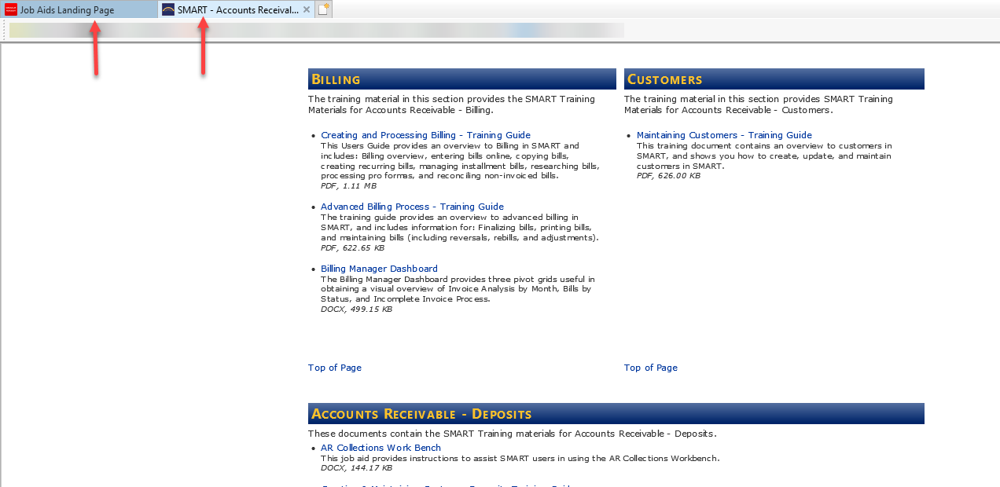 Job Aids Landing Page
SMART - Accounts Receival...
BILLING
The training material in this section provides the SMART Training
Materials for Accounts Receivable - Billing.
• Creating and Processing Billing - Training Guide
This Users Guide provides an overview to Billing in SMART and
includes: Billing overview, entering bills online, copying bills,
creating recurring bills, managing installment bills, researching bills,
processing pro formas, and reconciling non-invoiced bills.
PDF, 1.11 MB
• Advanced Billing Process - Training Guide
The training guide provides an overview to advanced billing in
SMART, and includes information for: Finalizing bills, printing bills,
and maintaining bills (including reversals, rebills, and adjustments).
PDF, 622.65 KB
• Billing Manager Dashboard
The Billing Manager Dashboard provides three pivot grids useful in
obtaining a visual overview of Invoice Analysis by Month, Bills by
Status, and Incomplete Invoice Process.
DOCX, 499.15 KB
Top of Page
CUSTOMERS
The training material in this section provides SMART Training
Materials for Accounts Receivable - Customers.
• Maintaining Customers - Training Guide
This training document contains an overview to customers in
SMART, and shows you how to create, update, and maintain
customers in SMART.
PDF, 626.00 KB
Top of Page
ACCOUNTS RECEIVABLE - DEPOSITS
These documents contain the SMART Training materials for Accounts Receivable - Deposits.
• AR Collections Work Bench
This job aid provides instructions to assist SMART users in using the AR Collections Workbench.
DOCX, 144.17 KB